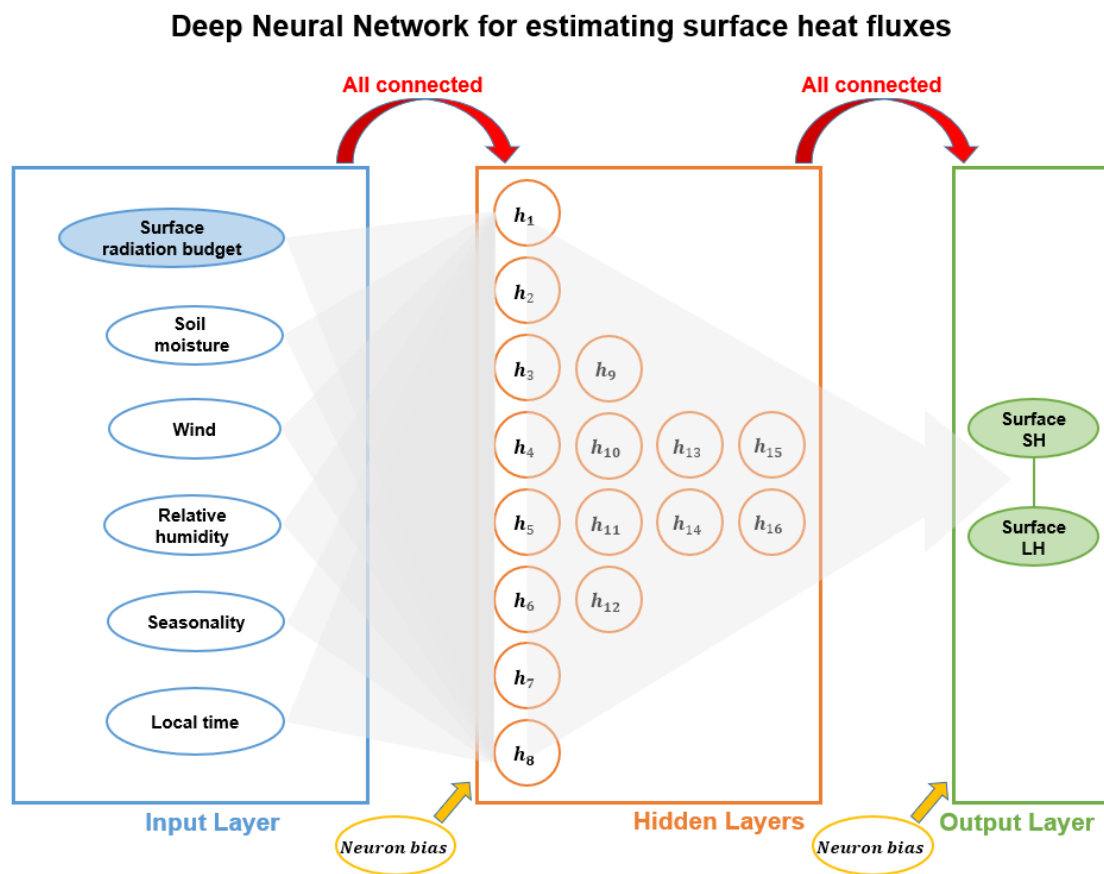 Deep Neural Network for estimating surface heat fluxes
All connected
All connected
Surface
radiation budget
Soil
moisture
Wind
Relative
humidity
Seasonality
Local time
h₁
h₂
h₃
h₉
h₄
h₁₀
h₁₃
h₁₅
h₅
h₁₁
h₁₄
h₁₆
h₆
h₁₂
h₇
h₈
Surface
SH
Surface
LH
Input Layer
Hidden Layers
Output Layer
Neuron bias
Neuron bias